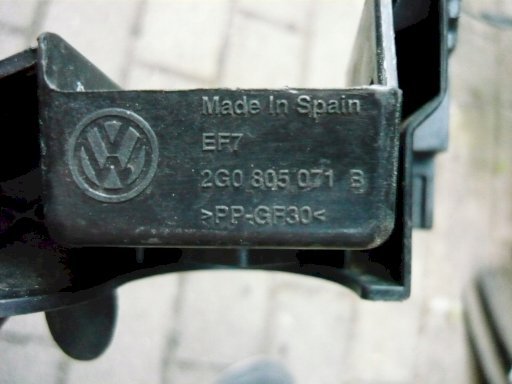 Made In Spain
EF7
2G0 805 071 B
>PP-GF30<